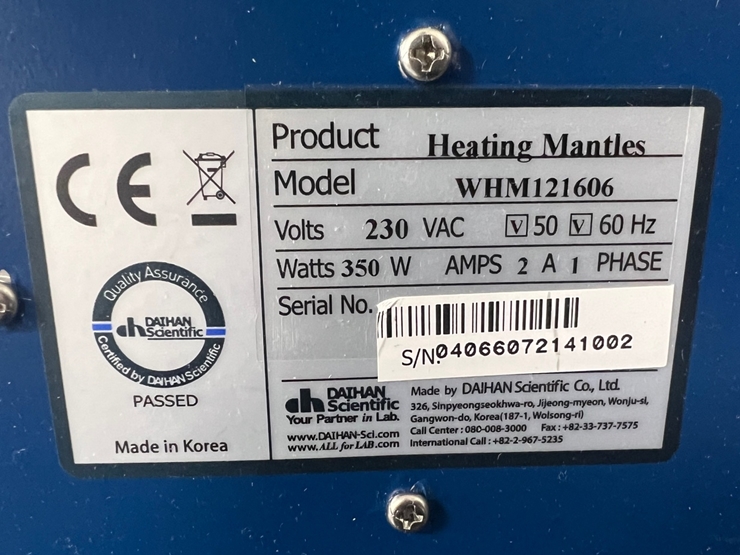 CE
Quality Assurance
DAIHAN
Scientific
Certified by DAIHAN Scientific
PASSED
Made in Korea
Product Heating Mantles
Model WHM121606
Volts 230 VAC V 50 V 60 Hz
Watts 350 W AMPS 2 A 1 PHASE
Serial No.
S/N.04066072141002
dh DAIHAN
Scientific
Your Partner in Lab.
www.DAIHAN-Sci.com
www.ALL for LAB.com
Made by DAIHAN Scientific Co., Ltd.
326, Sinpyeongseokhwa-ro, Jijeong-myeon, Wonju-si,
Gangwon-do, Korea(187-1, Wolsong-ri)
Call Center : 080-008-3000 Fax : +82-33-737-7575
International Call : +82-2-967-5235